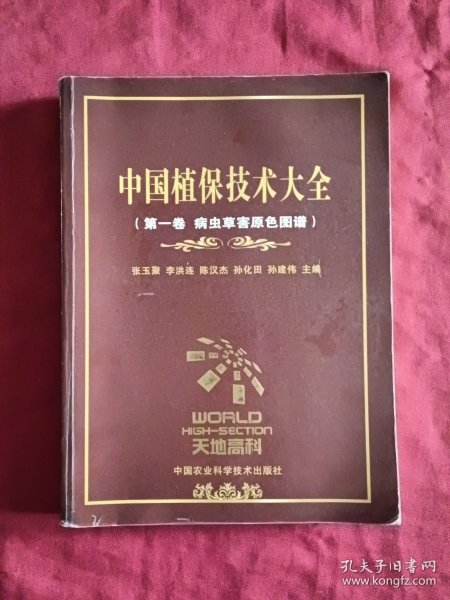 中国植保技术大全
(第一卷 病虫草害原色图谱)
张玉聚 李洪连 陈汉杰 孙化田 孙建伟 主编
WORLD
HIGH-SECTION
天地高科
中国农业科学技术出版社
孔夫子旧书网
www.kongfz.com